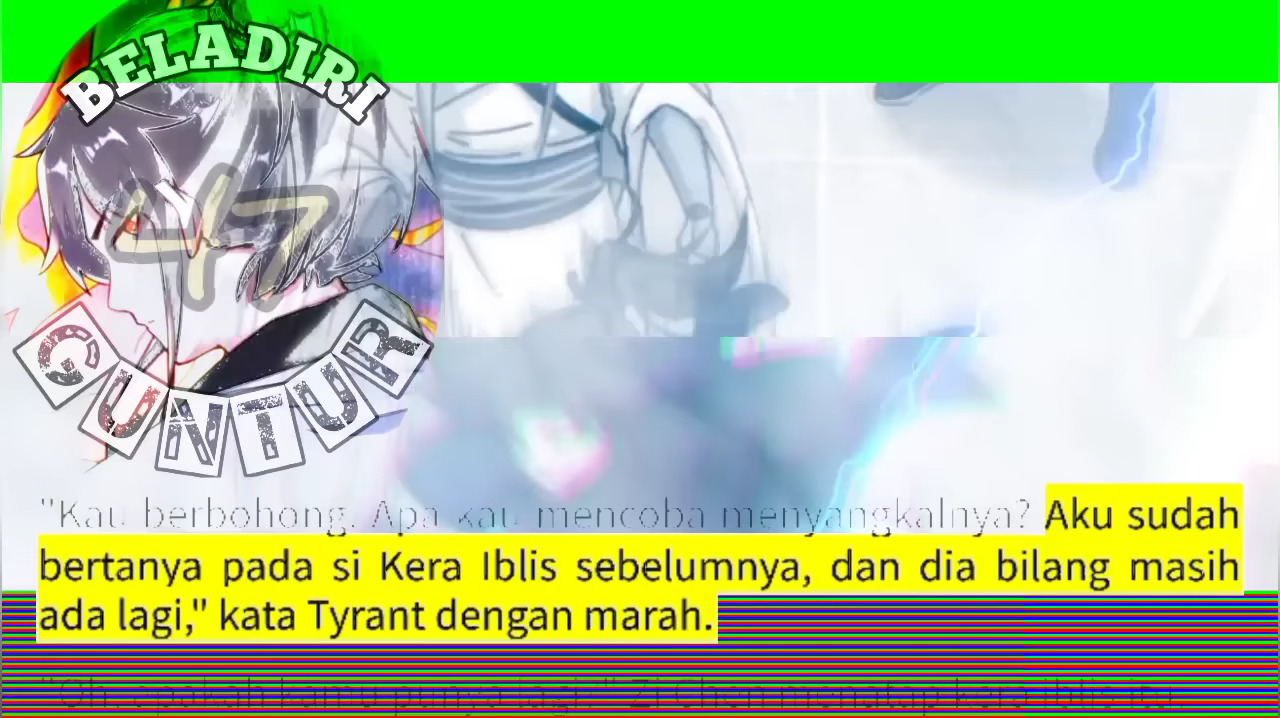 BELADIRI
47
GUNTUR
"Kau berbohong. Apa kau mencoba menyangkalnya? Aku sudah
bertanya pada si Kera Iblis sebelumnya, dan dia bilang masih
ada lagi," kata Tyrant dengan marah.
"Oh, apakah kamu punya lagi?" Zi Chen menatap kera iblis itu.